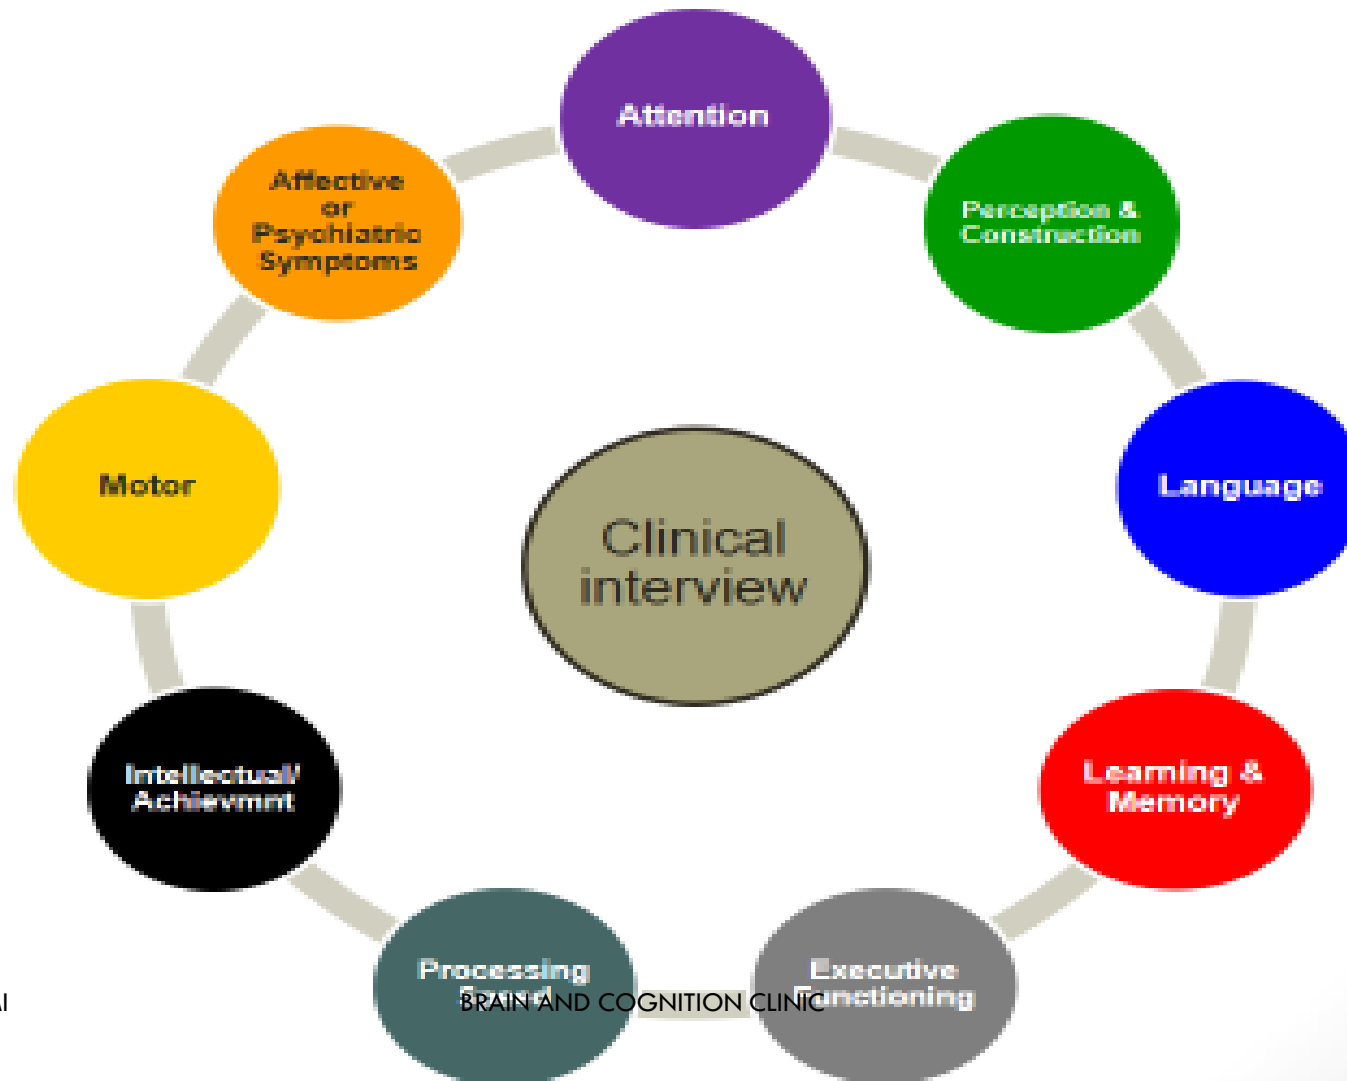 Attention
Affective
or
Psychiatric
Symptoms
Perception &
Construction
Motor
Language
Clinical
interview
Intellectual/
Achievmnt
Learning &
Memory
Processing
Speed
Executive
Functioning
BRAIN AND COGNITION CLINIC